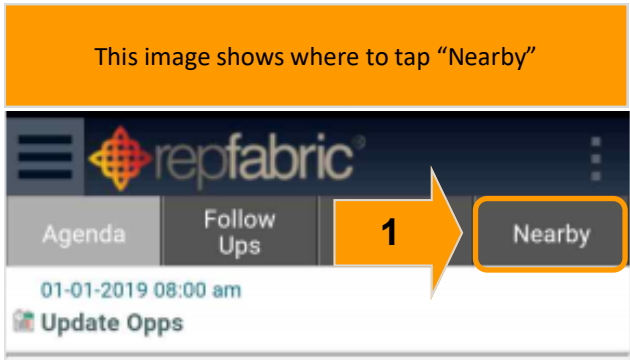 This image shows where to tap “Nearby”
repfabric®
Agenda
Follow
Ups
1
Nearby
01-01-2019 08:00 am
Update Opps